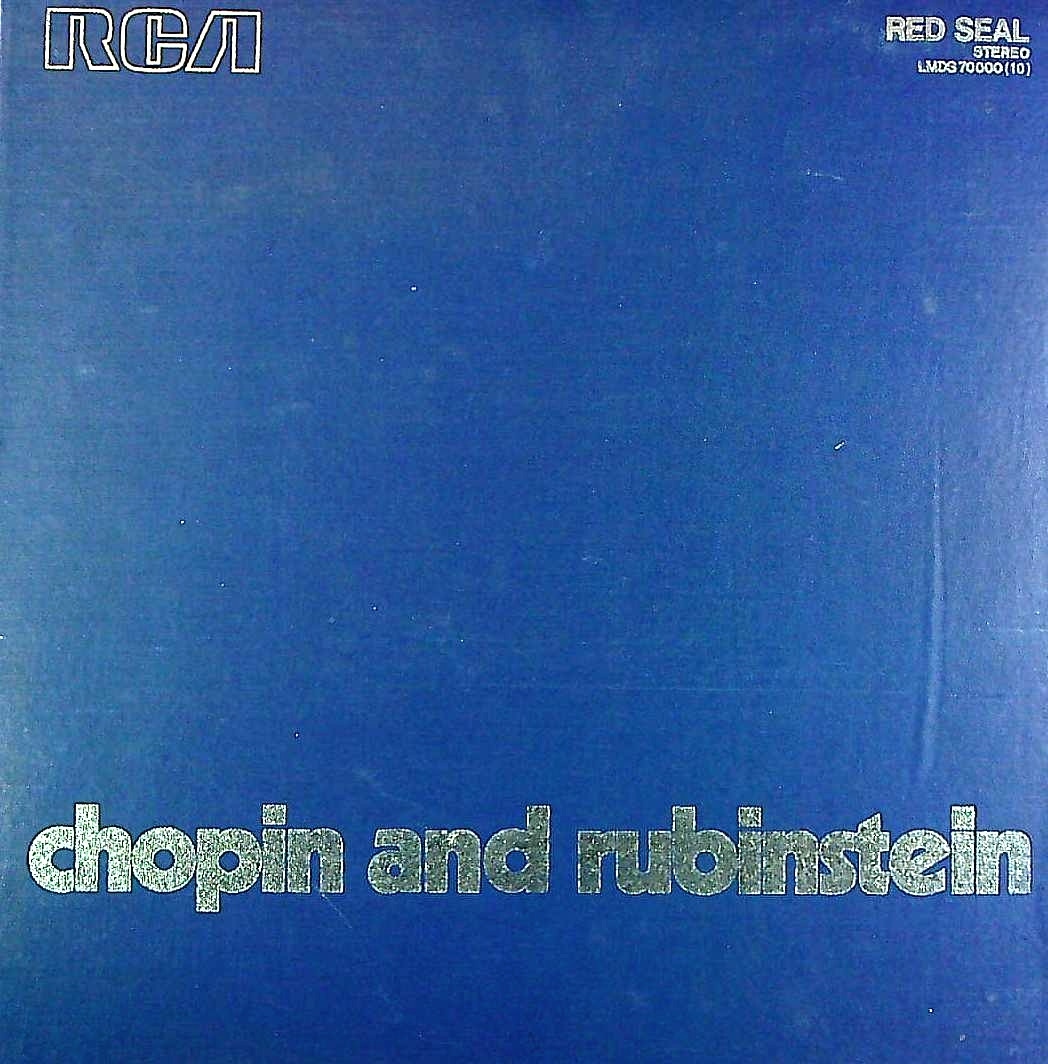 RCA
RED SEAL
STEREO
LMDS 70000 (10)
chopin and rubinstein